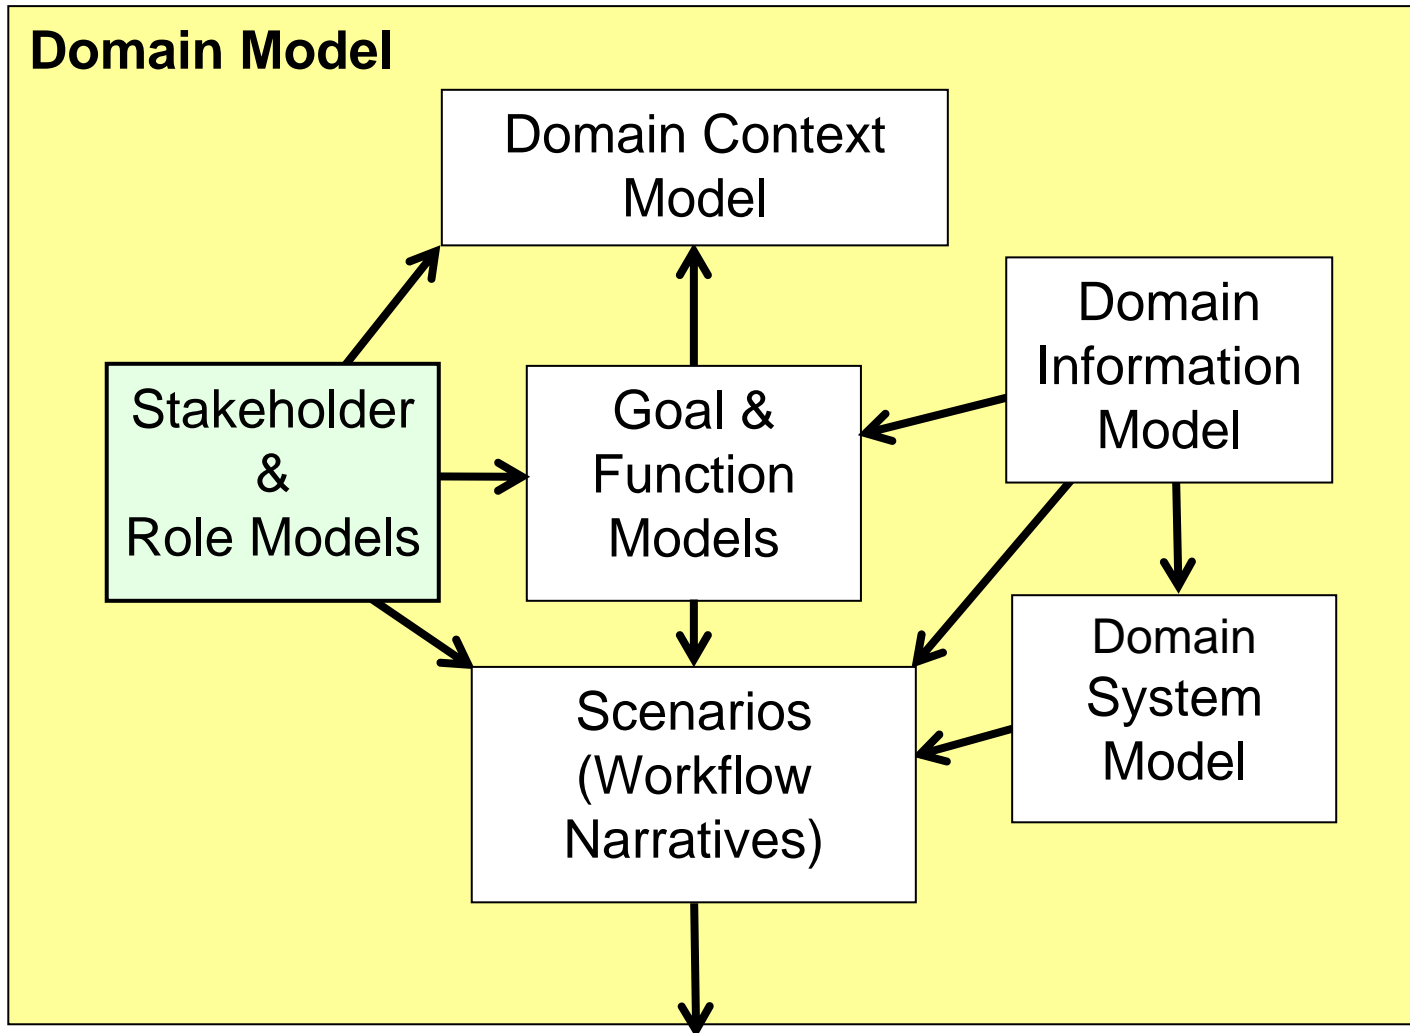 Domain Model
Domain Context
Model
Domain
Information
Model
Stakeholder
&
Role Models
Goal &
Function
Models
Domain
System
Model
Scenarios
(Workflow
Narratives)